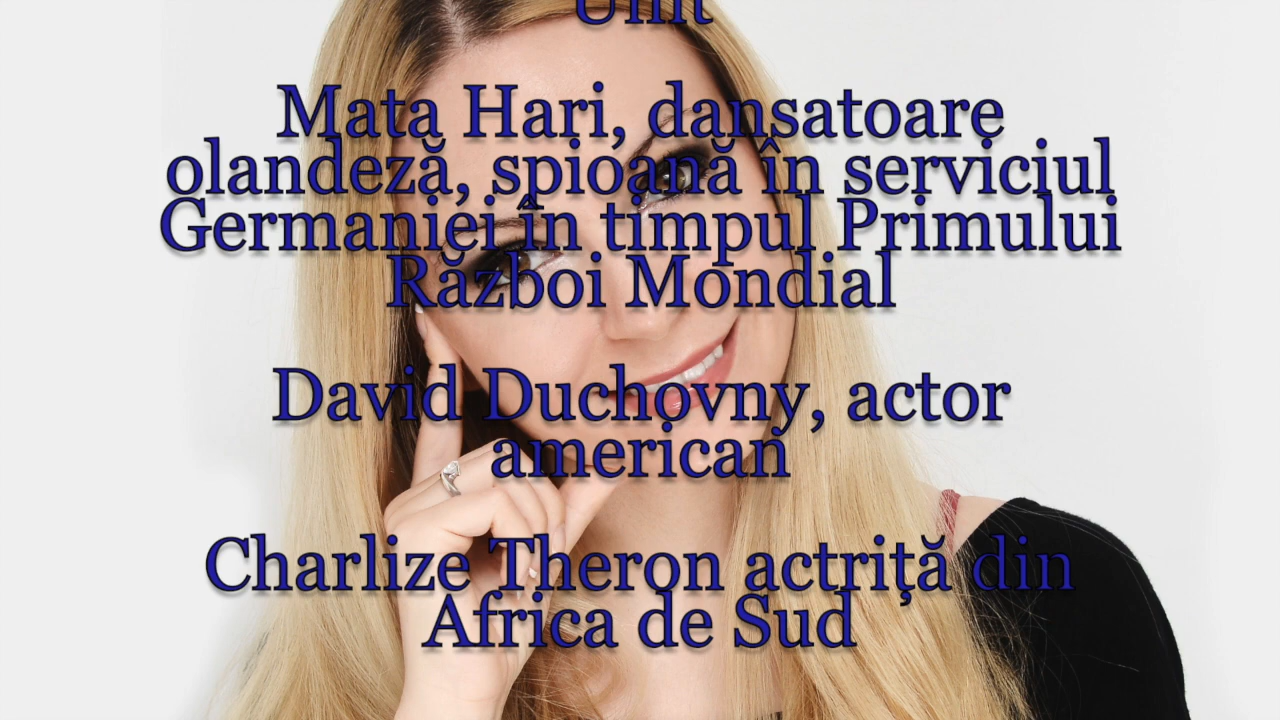 Mata Hari, dansatoare
olandeză, spioană în serviciul
Germaniei în timpul Primului
Război Mondial
David Duchovny, actor
american
Charlize Theron actriță din
Africa de Sud